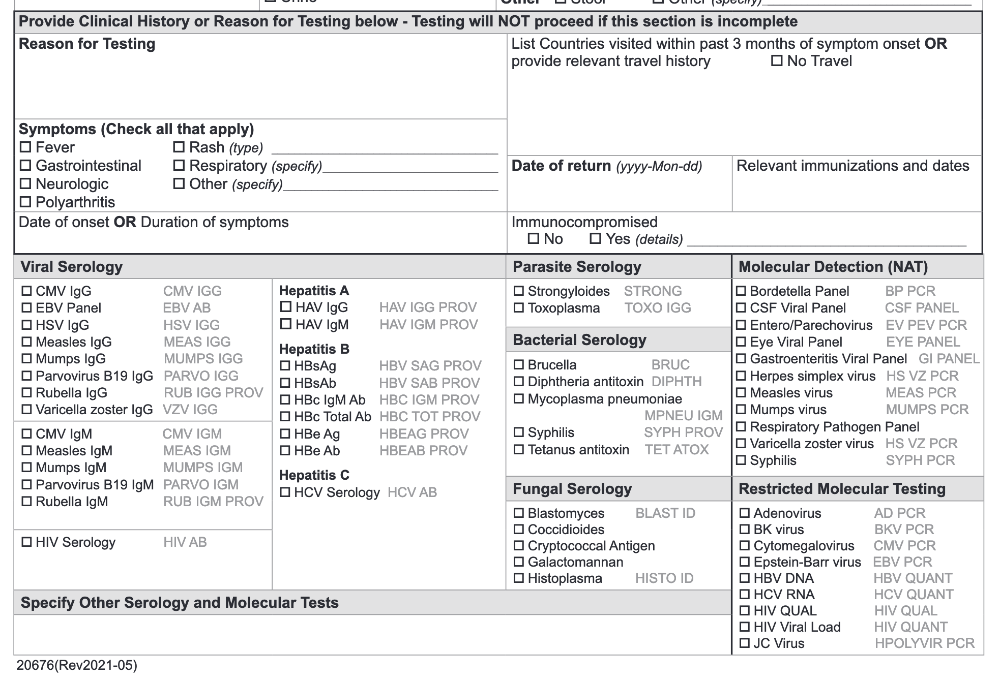 Urine
Other Stool Other (specify)
Provide Clinical History or Reason for Testing below - Testing will NOT proceed if this section is incomplete
Reason for Testing
List Countries visited within past 3 months of symptom onset OR
provide relevant travel history No Travel
Symptoms (Check all that apply)
Fever Rash (type)
Gastrointestinal Respiratory (specify)
Neurologic Other (specify)
Polyarthritis
Date of return (yyyy-Mon-dd)
Relevant immunizations and dates
Date of onset OR Duration of symptoms
Immunocompromised
No Yes (details)
Viral Serology
CMV IgG CMV IGG
EBV Panel EBV AB
HSV IgG HSV IGG
Measles IgG MEAS IGG
Mumps IgG MUMPS IGG
Parvovirus B19 IgG PARVO IGG
Rubella IgG RUB IGG PROV
Varicella zoster IgG VZV IGG
CMV IgM CMV IGM
Measles IgM MEAS IGM
Mumps IgM MUMPS IGM
Parvovirus B19 IgM PARVO IGM
Rubella IgM RUB IGM PROV
HIV Serology HIV AB
Hepatitis A
HAV IgG HAV IGG PROV
HAV IgM HAV IGM PROV
Hepatitis B
HBsAg HBV SAG PROV
HBsAb HBV SAB PROV
HBc IgM Ab HBC IGM PROV
HBc Total Ab HBC TOT PROV
HBe Ag HBEAG PROV
HBe Ab HBEAB PROV
Hepatitis C
HCV Serology HCV AB
Parasite Serology
Strongyloides STRONG
Toxoplasma TOXO IGG
Bacterial Serology
Brucella BRUC
Diphtheria antitoxin DIPHTH
Mycoplasma pneumoniae
MPNEU IGM
Syphilis SYPH PROV
Tetanus antitoxin TET ATOX
Fungal Serology
Blastomyces BLAST ID
Coccidioides
Cryptococcal Antigen
Galactomannan
Histoplasma HISTO ID
Molecular Detection (NAT)
Bordetella Panel BP PCR
CSF Viral Panel CSF PANEL
Entero/Parechovirus EV PEV PCR
Eye Viral Panel EYE PANEL
Gastroenteritis Viral Panel GI PANEL
Herpes simplex virus HS VZ PCR
Measles virus MEAS PCR
Mumps virus MUMPS PCR
Respiratory Pathogen Panel
Varicella zoster virus HS VZ PCR
Syphilis SYPH PCR
Restricted Molecular Testing
Adenovirus AD PCR
BK virus BKV PCR
Cytomegalovirus CMV PCR
Epstein-Barr virus EBV PCR
HBV DNA HBV QUANT
HCV RNA HCV QUANT
HIV QUAL HIV QUAL
HIV Viral Load HIV QUANT
JC Virus HPOLYVIR PCR
Specify Other Serology and Molecular Tests
20676(Rev2021-05)